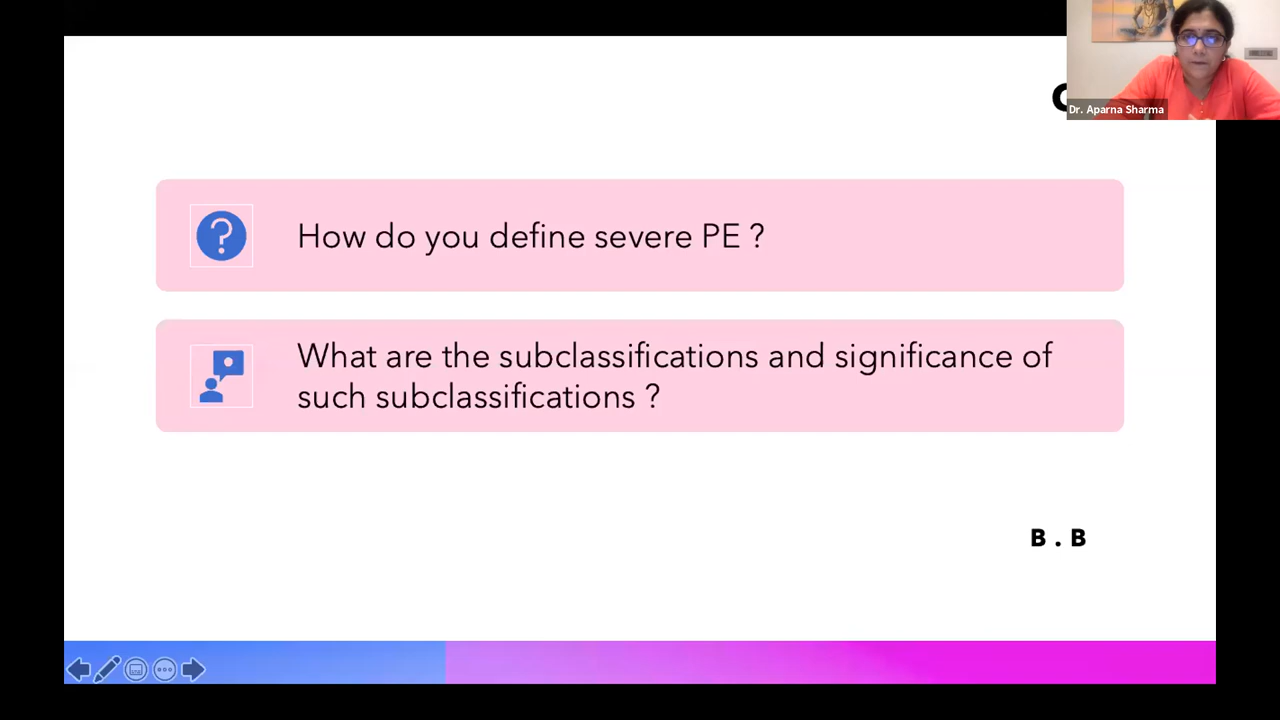 Dr. Aparna Sharma
How do you define severe PE ?
What are the subclassifications and significance of
such subclassifications ?
B . B